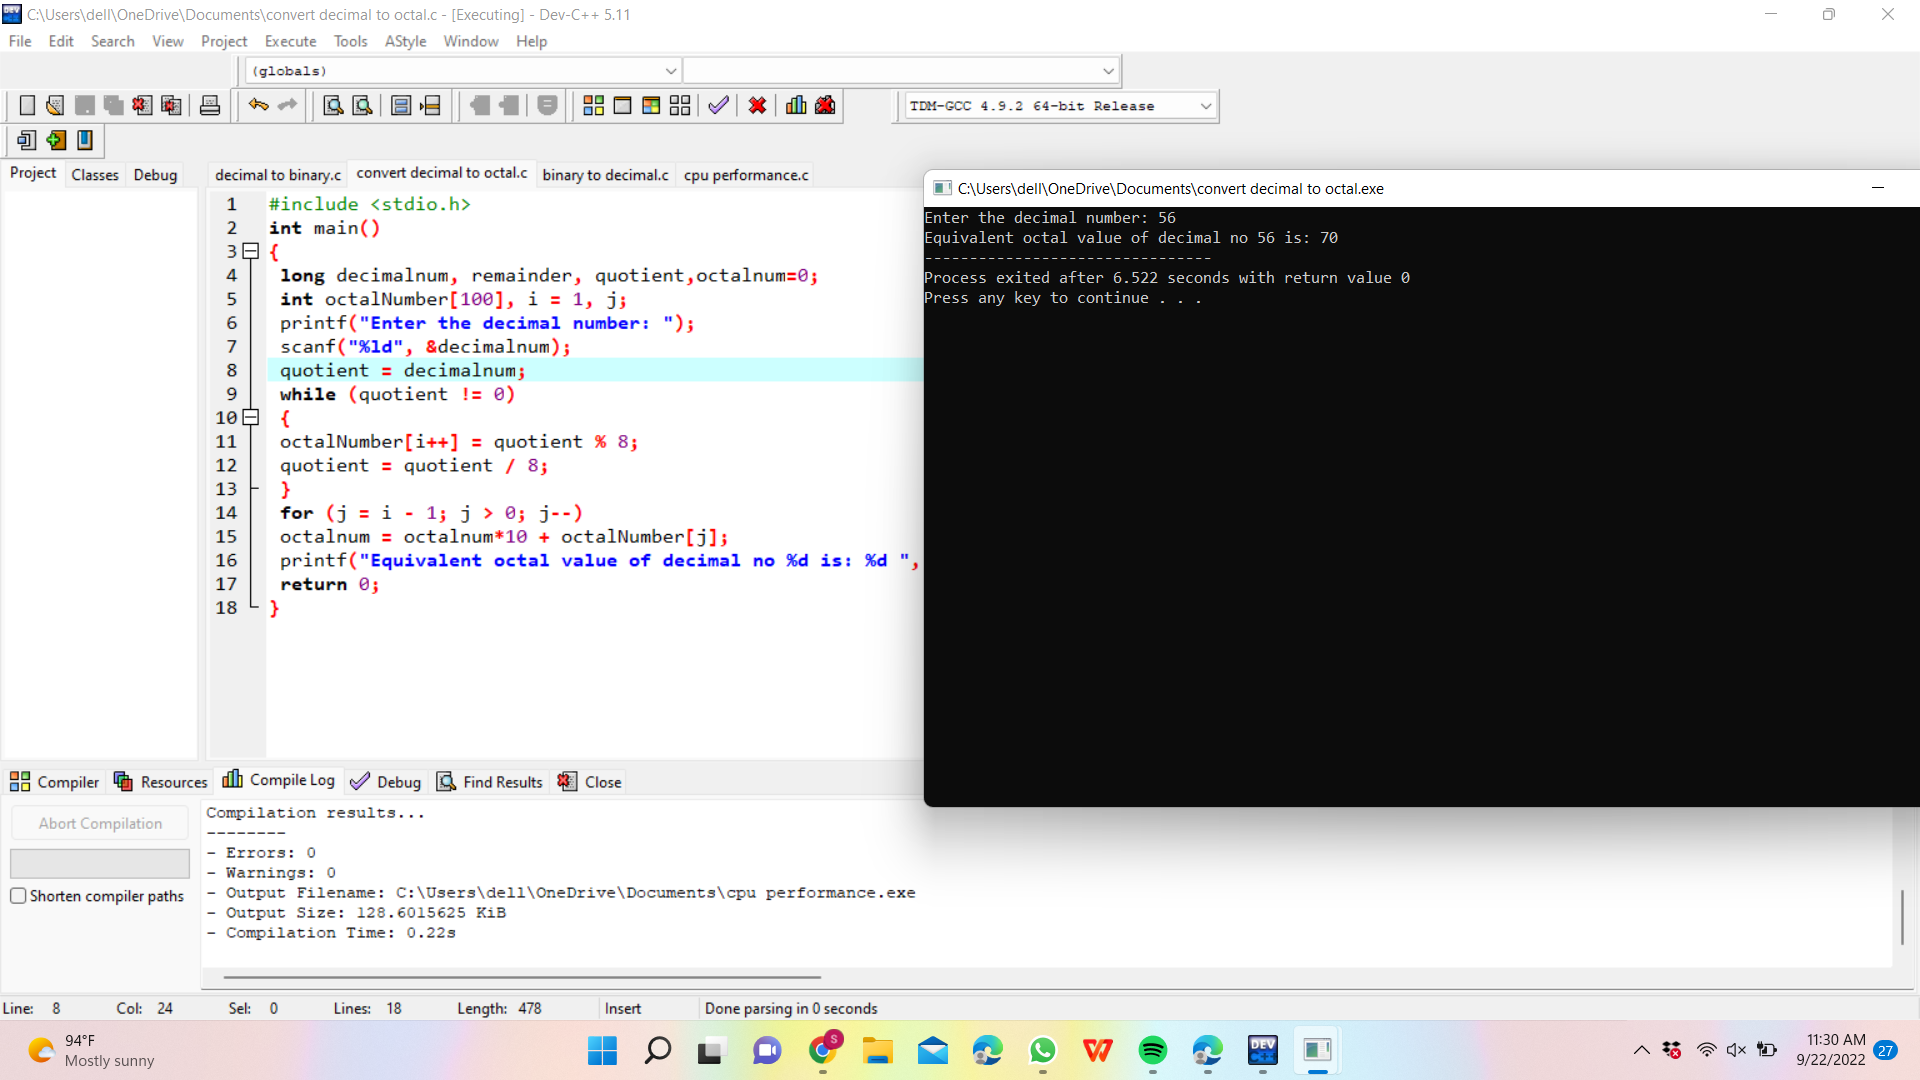 C:\Users\dell\OneDrive\Documents\convert decimal to octal.c - [Executing] - Dev-C++ 5.11
File Edit Search View Project Execute Tools AStyle Window Help
(globals)
TDM-GCC 4.9.2 64-bit Release
Project Classes Debug
decimal to binary.c convert decimal to octal.c binary to decimal.c cpu performance.c
1 #include <stdio.h>
2 int main()
3 {
4 long decimalnum, remainder, quotient,octalnum=0;
5 int octalNumber[100], i = 1, j;
6 printf("Enter the decimal number: ");
7 scanf("%ld", &decimalnum);
8 quotient = decimalnum;
9 while (quotient != 0)
10 {
11 octalNumber[i++] = quotient % 8;
12 quotient = quotient / 8;
13 }
14 for (j = i - 1; j > 0; j--)
15 octalnum = octalnum*10 + octalNumber[j];
16 printf("Equivalent octal value of decimal no %d is: %d ",
17 return 0;
18 }
C:\Users\dell\OneDrive\Documents\convert decimal to octal.exe
Enter the decimal number: 56
Equivalent octal value of decimal no 56 is: 70
--------------------------------
Process exited after 6.522 seconds with return value 0
Press any key to continue . . .
Compiler Resources Compile Log Debug Find Results Close
Abort Compilation
Shorten compiler paths
Compilation results...
--------
- Errors: 0
- Warnings: 0
- Output Filename: C:\Users\dell\OneDrive\Documents\cpu performance.exe
- Output Size: 128.6015625 KiB
- Compilation Time: 0.22s
Line: 8 Col: 24 Sel: 0 Lines: 18 Length: 478 Insert Done parsing in 0 seconds
94°F
Mostly sunny
S
DEV
C++
11:30 AM
9/22/2022
27